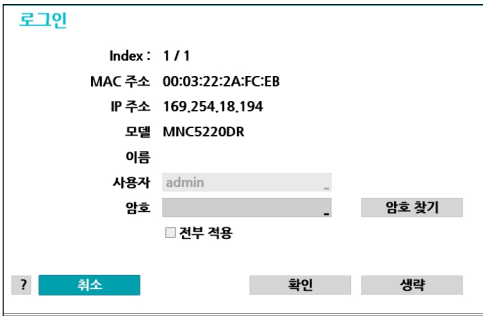 로그인
Index : 1 / 1
MAC 주소 00:03:22:2A:FC:EB
IP 주소 169.254.18.194
모델 MNC5220DR
이름
사용자 admin
암호 암호 찾기
전부 적용
? 취소 확인 생략